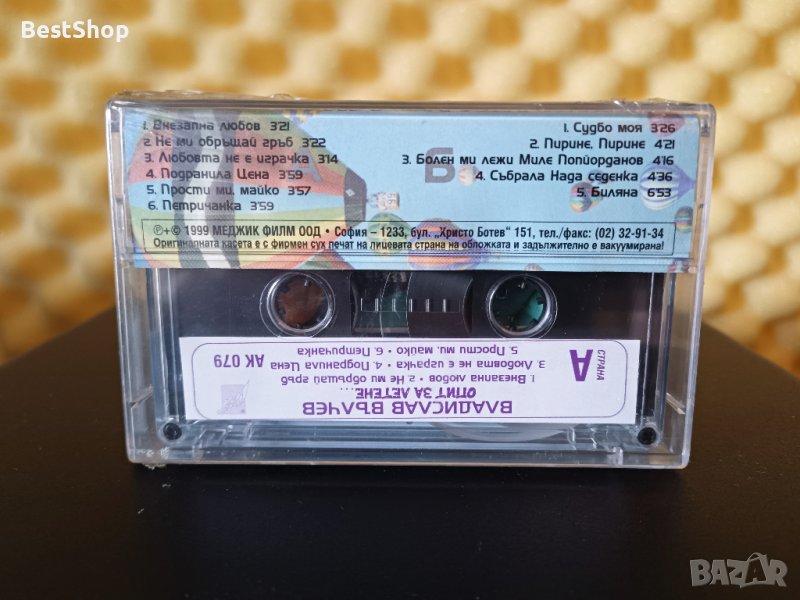 BestShop
1. Внезапна любов 3'21
2. Не ми обръщай гръб 3'22
3. Любовта не е играчка 3'14
4. Подранила Цена 3'59
5. Прости ми, майко 3'57
6. Петричанка 3'59
Б
1. Съдбо моя 3'26
2. Пирине, Пирине 4'21
3. Болен ми лежи Миле Попйорданов 4'16
4. Събрала Нада седенка 4'36
5. Биляна 6'53
℗+© 1999 МЕДЖИК ФИЛМ ООД • София – 1233, бул. „Христо Ботев" 151, тел./факс: (02) 32-91-34
Оригиналната касета е с фирмен сух печат на лицевата страна на обложката и задължително е вакуумирана!
ВЛАДИСЛАВ ВЪЛЧЕВ
ОПИТ ЗА ЛЕТЕНЕ...
СТРАНА
А
1. Внезапна любов • 2. Не ми обръщай гръб
3. Любовта не е играчка • 4. Подранила Цена
5. Прости ми, майко • 6. Петричанка
АК 079
BAZAR